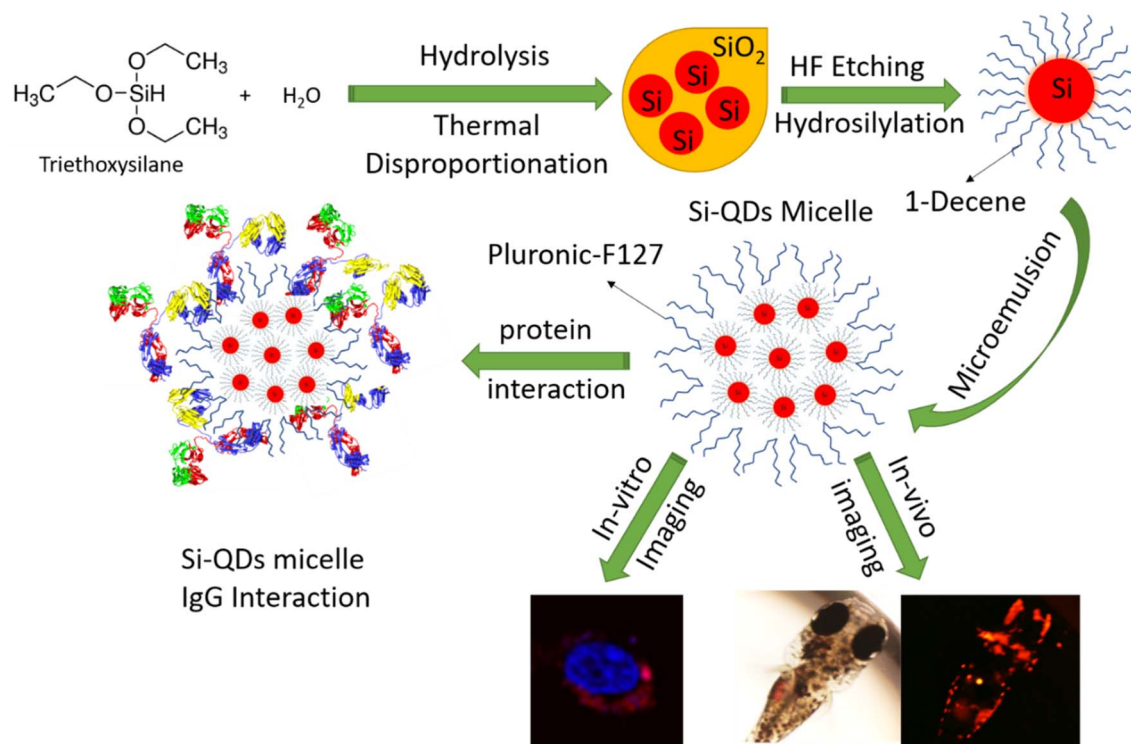 CH₃
O
H₃C
O
SiH
O
CH₃
Triethoxysilane
+
H₂O
Hydrolysis
Thermal
Disproportionation
SiO₂
Si
Si
Si
Si
HF Etching
Hydrosilylation
Si
1-Decene
Microemulsion
Si-QDs Micelle
Pluronic-F127
protein
interaction
Si-QDs micelle
IgG Interaction
In-vitro
Imaging
In-vivo
imaging